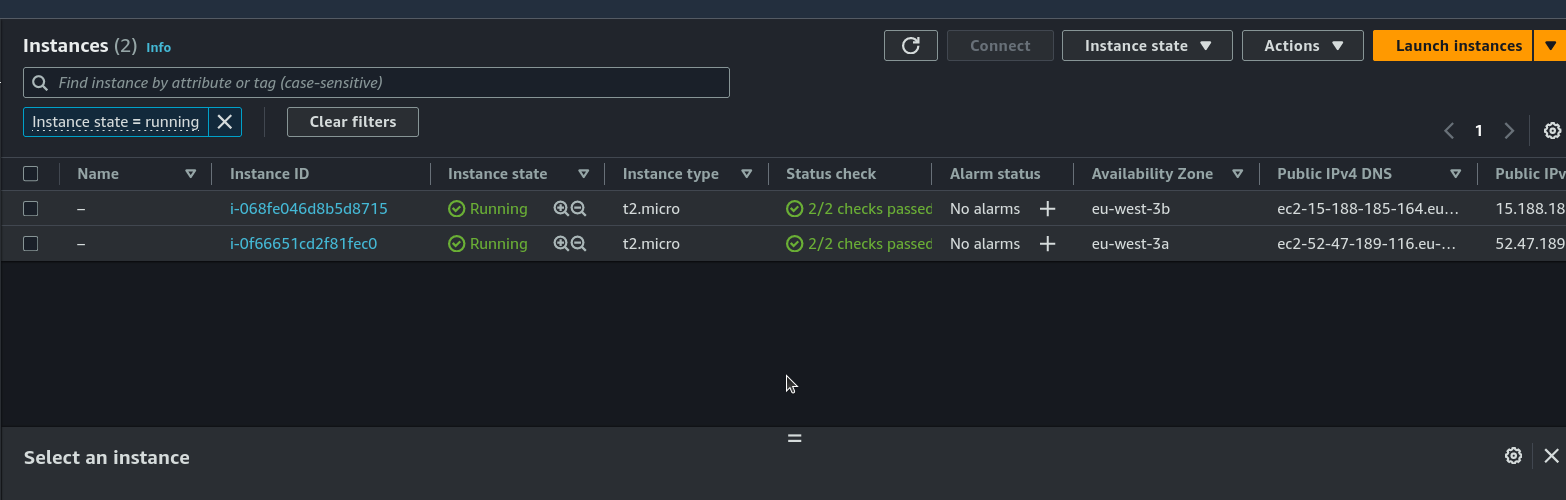 Instances (2) Info Connect Instance state Actions Launch instances
Find instance by attribute or tag (case-sensitive)
Instance state = running Clear filters 1
Name Instance ID Instance state Instance type Status check Alarm status Availability Zone Public IPv4 DNS Public IPv
– i-068fe046d8b5d8715 Running t2.micro 2/2 checks passed No alarms + eu-west-3b ec2-15-188-185-164.eu... 15.188.18
– i-0f66651cd2f81fec0 Running t2.micro 2/2 checks passed No alarms + eu-west-3a ec2-52-47-189-116.eu-... 52.47.189
Select an instance